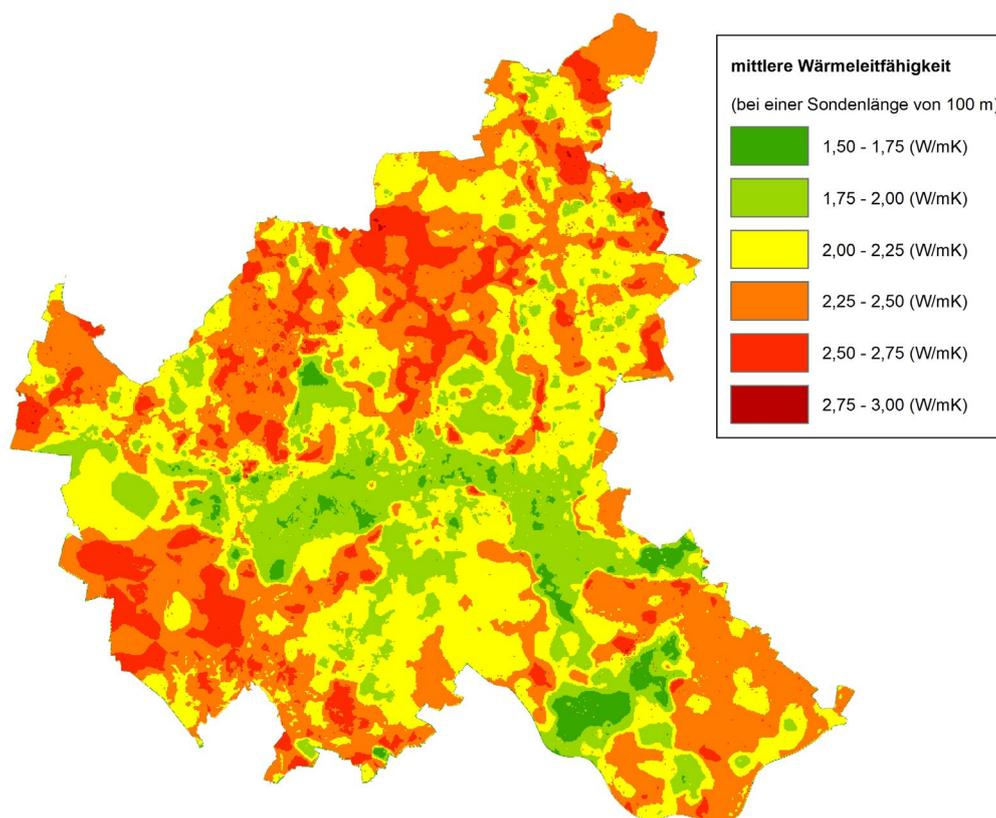 mittlere Wärmeleitfähigkeit
(bei einer Sondenlänge von 100 m)
1,50 - 1,75 (W/mK)
1,75 - 2,00 (W/mK)
2,00 - 2,25 (W/mK)
2,25 - 2,50 (W/mK)
2,50 - 2,75 (W/mK)
2,75 - 3,00 (W/mK)